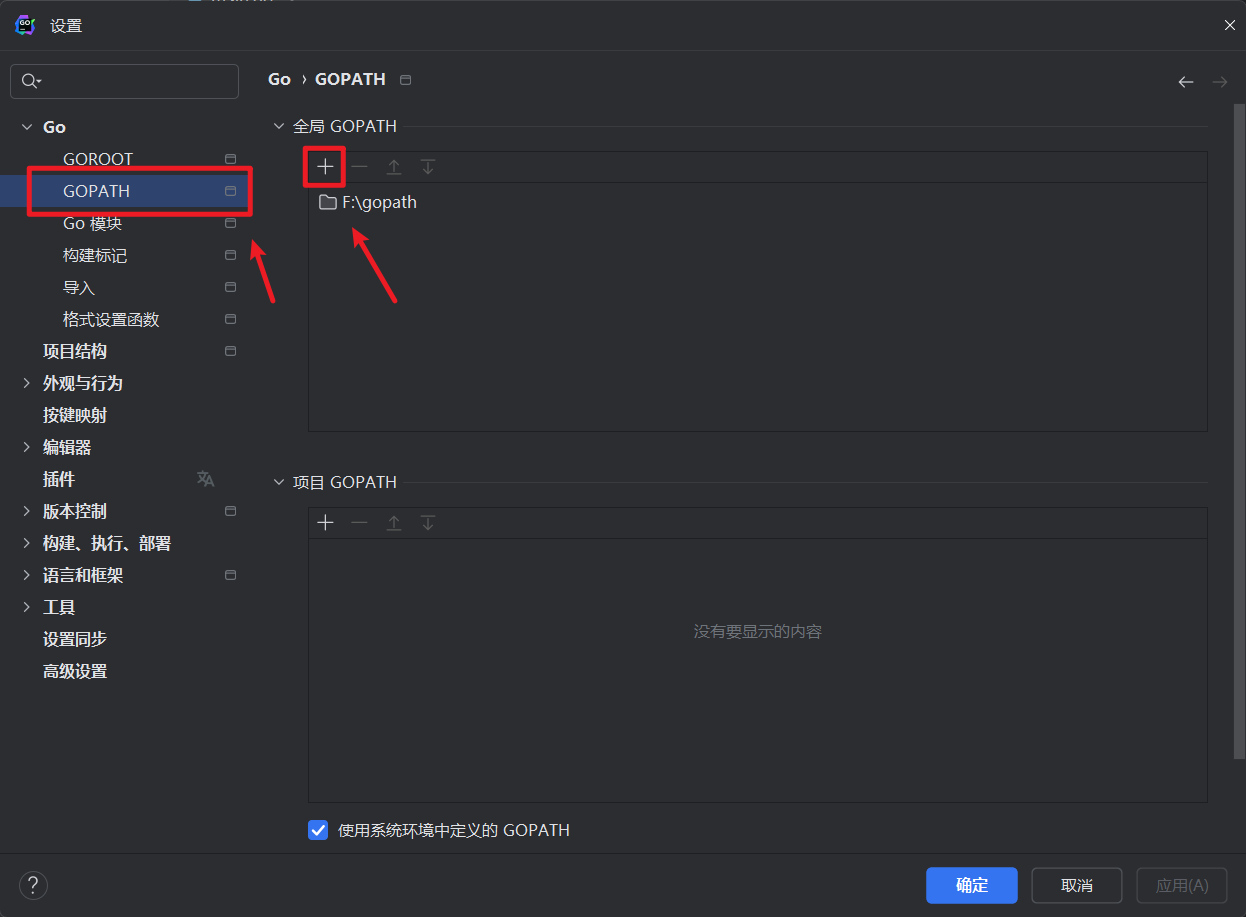 设置
Go › GOPATH
Go
GOROOT
GOPATH
Go 模块
构建标记
导入
格式设置函数
项目结构
外观与行为
按键映射
编辑器
插件
版本控制
构建、执行、部署
语言和框架
工具
设置同步
高级设置
全局 GOPATH
F:\gopath
项目 GOPATH
没有要显示的内容
使用系统环境中定义的 GOPATH
?
确定
取消
应用(A)